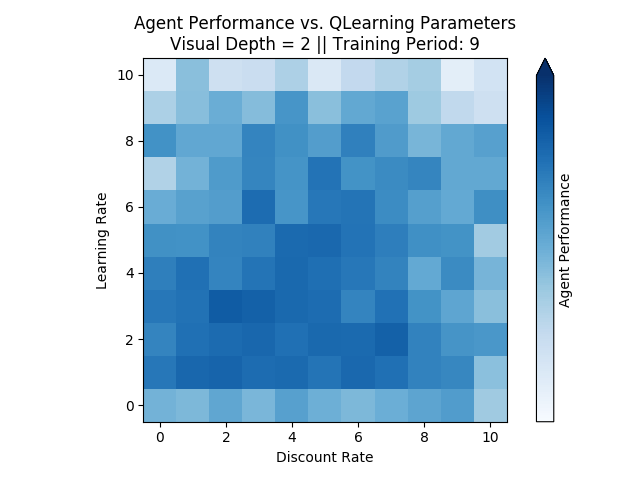 Agent Performance vs. QLearning Parameters
Visual Depth = 2 || Training Period: 9
10
8
6
4
2
0
Learning Rate
0 2 4 6 8 10
Discount Rate
Agent Performance